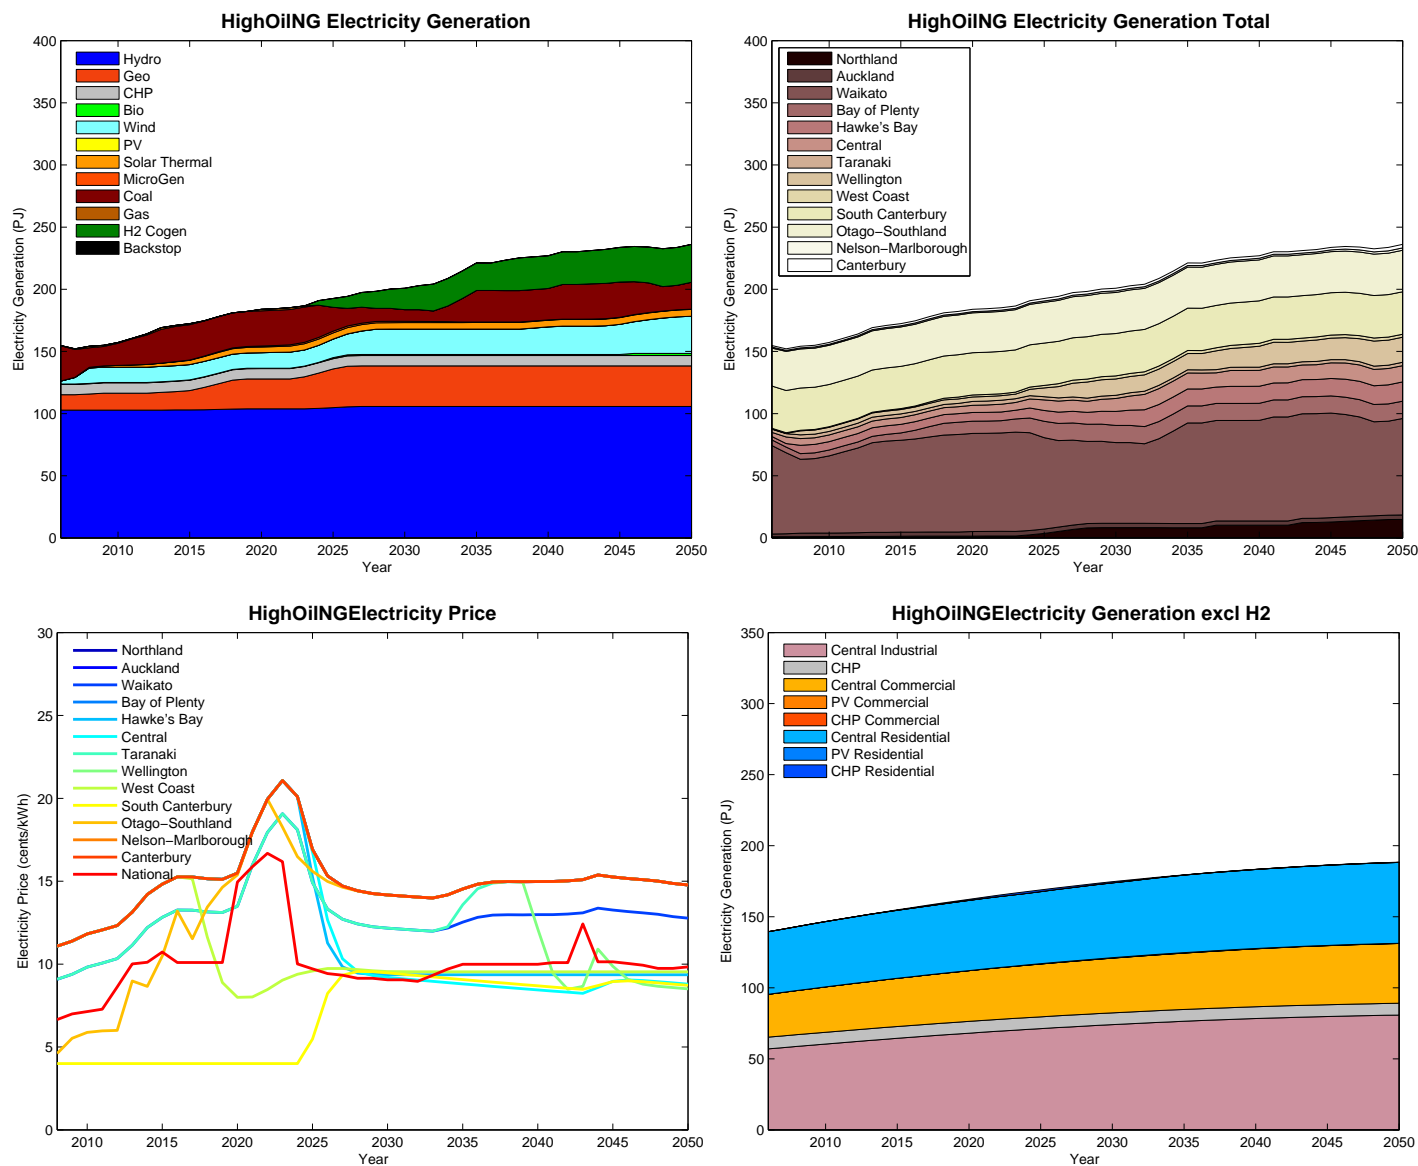 HighOilNG Electricity Generation
400
350
300
250
200
150
100
50
0
Electricity Generation (PJ)
Hydro
Geo
CHP
Bio
Wind
PV
Solar Thermal
MicroGen
Coal
Gas
H2 Cogen
Backstop
2010 2015 2020 2025 2030 2035 2040 2045 2050
Year
HighOilNG Electricity Generation Total
400
350
300
250
200
150
100
50
0
Electricity Generation (PJ)
Northland
Auckland
Waikato
Bay of Plenty
Hawke's Bay
Central
Taranaki
Wellington
West Coast
South Canterbury
Otago−Southland
Nelson−Marlborough
Canterbury
2010 2015 2020 2025 2030 2035 2040 2045 2050
Year
HighOilNGElectricity Price
30
25
20
15
10
5
0
Electricity Price (cents/kWh)
Northland
Auckland
Waikato
Bay of Plenty
Hawke's Bay
Central
Taranaki
Wellington
West Coast
South Canterbury
Otago−Southland
Nelson−Marlborough
Canterbury
National
2010 2015 2020 2025 2030 2035 2040 2045 2050
Year
HighOilNGElectricity Generation excl H2
350
300
250
200
150
100
50
0
Electricity Generation (PJ)
Central Industrial
CHP
Central Commercial
PV Commercial
CHP Commercial
Central Residential
PV Residential
CHP Residential
2010 2015 2020 2025 2030 2035 2040 2045 2050
Year